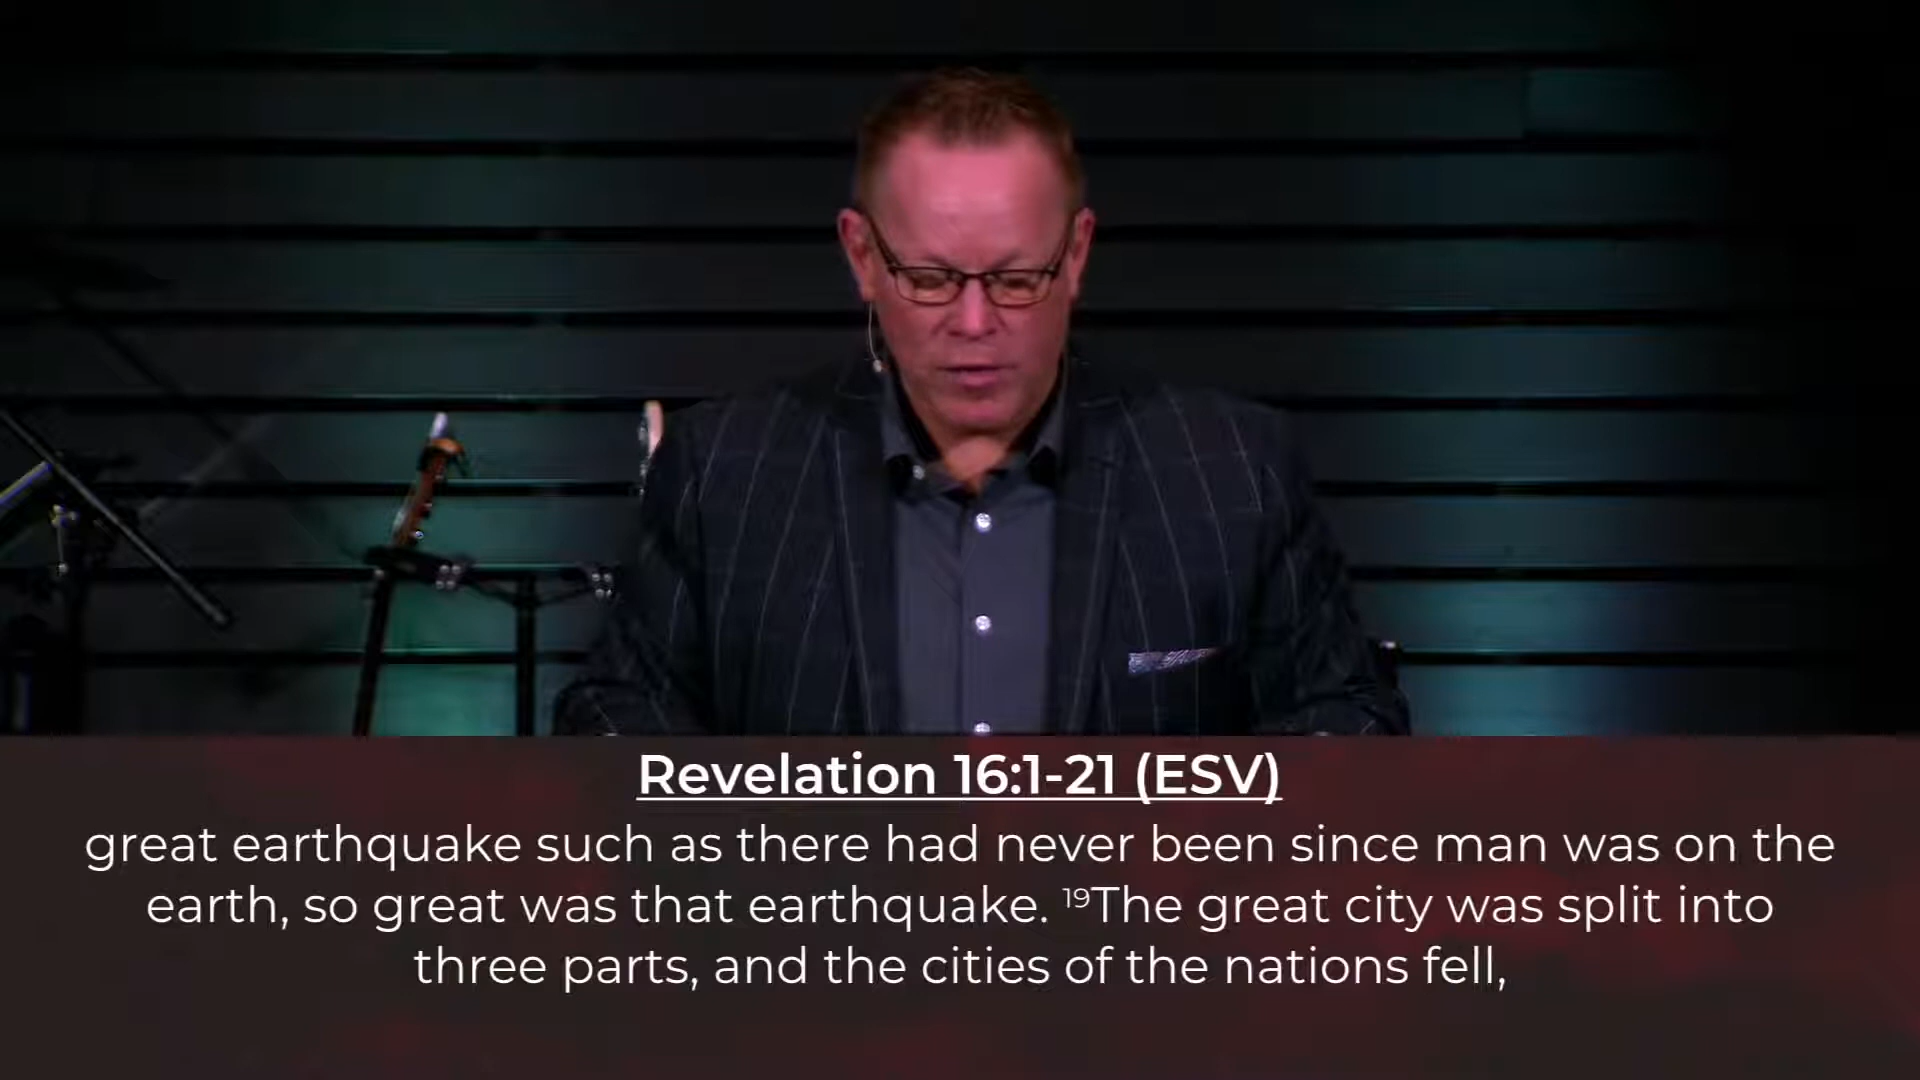 Revelation 16:1-21 (ESV)
great earthquake such as there had never been since man was on the
earth, so great was that earthquake. ¹⁹The great city was split into
three parts, and the cities of the nations fell,